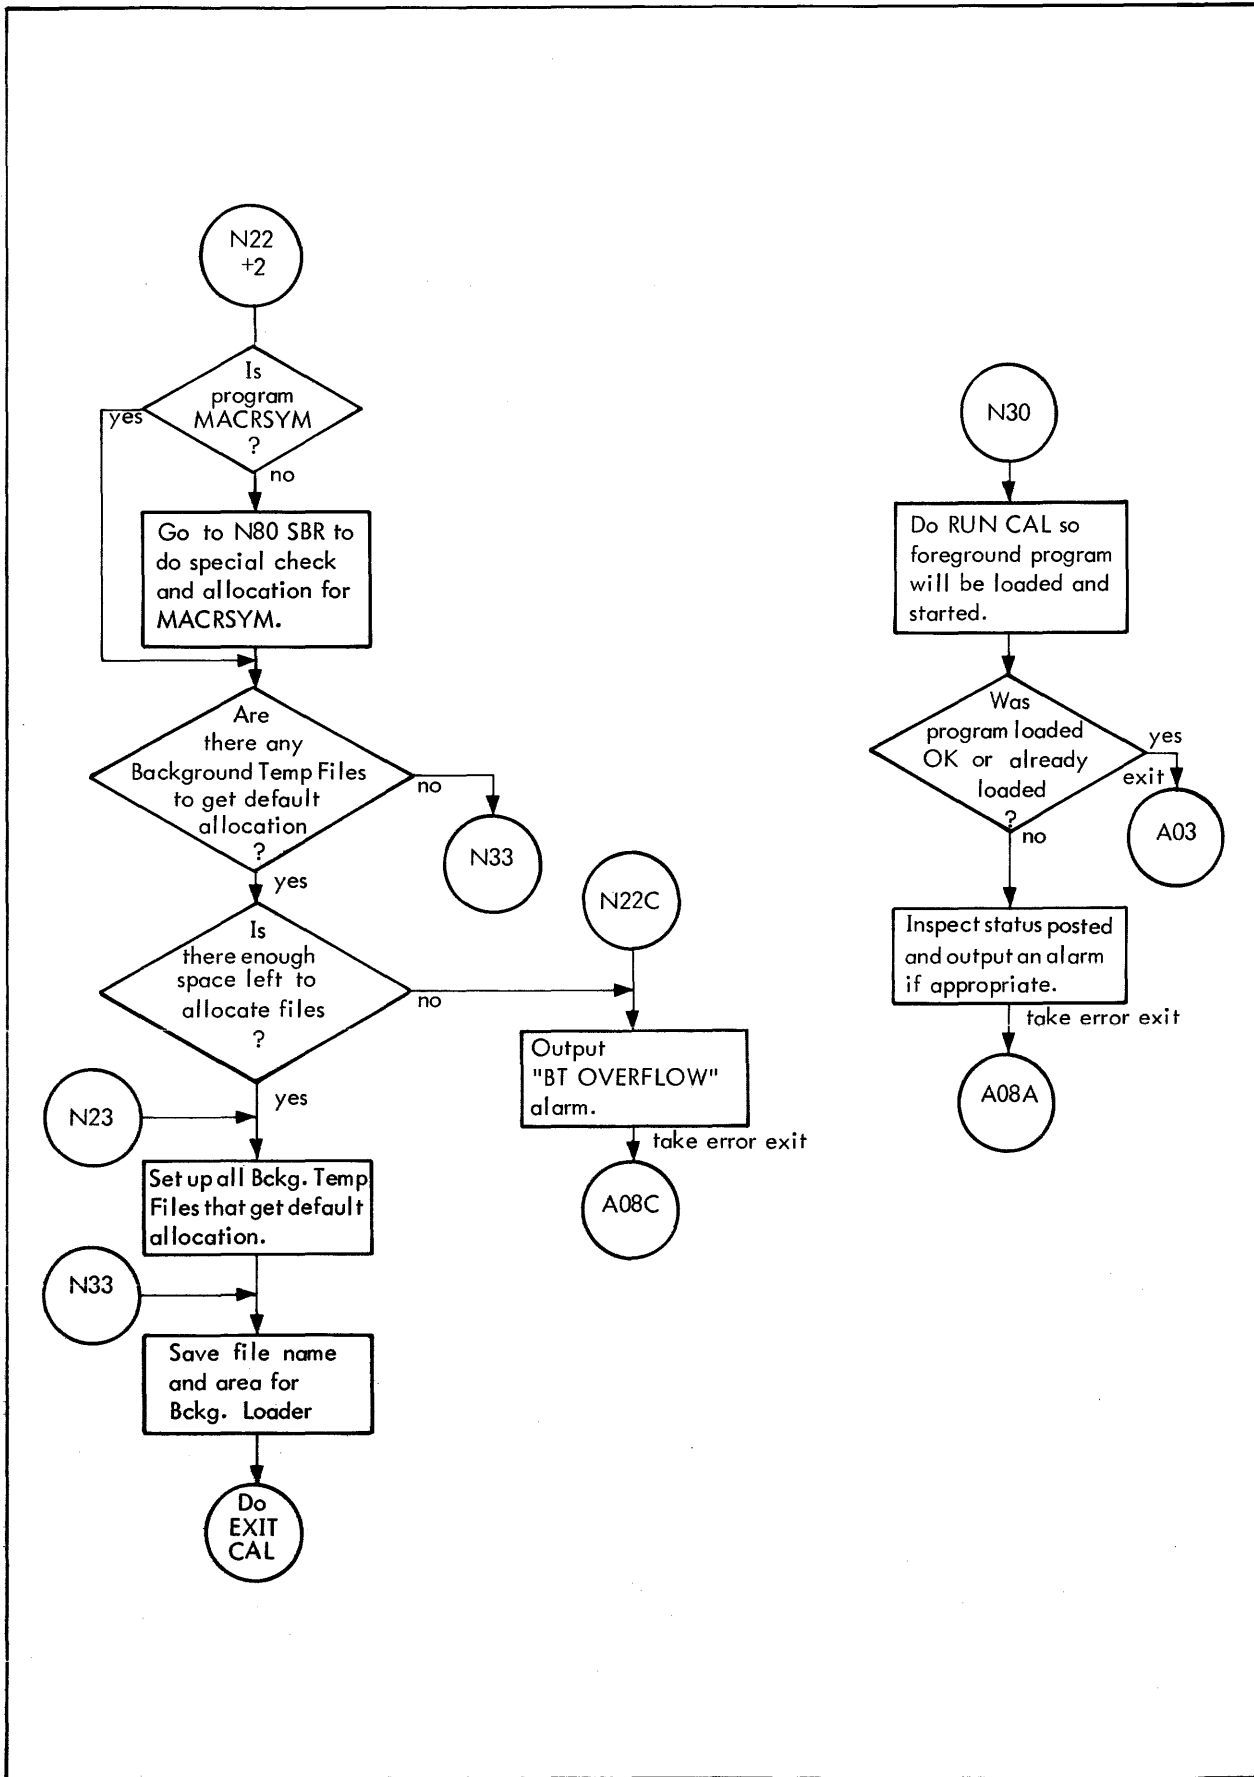 N22
+2
Is
program
MACRSYM
?
yes
no
Go to N80 SBR to
do special check
and allocation for
MACRSYM.
Are
there any
Background Temp Files
to get default
allocation
?
no
N33
yes
Is
there enough
space left to
allocate files
?
no
N22C
Output
"BT OVERFLOW"
alarm.
take error exit
A08C
yes
N23
Set up all Bckg. Temp
Files that get default
allocation.
N33
Save file name
and area for
Bckg. Loader
Do
EXIT
CAL
N30
Do RUN CAL so
foreground program
will be loaded and
started.
Was
program loaded
OK or already
loaded
?
yes
exit
A03
no
Inspect status posted
and output an alarm
if appropriate.
take error exit
A08A